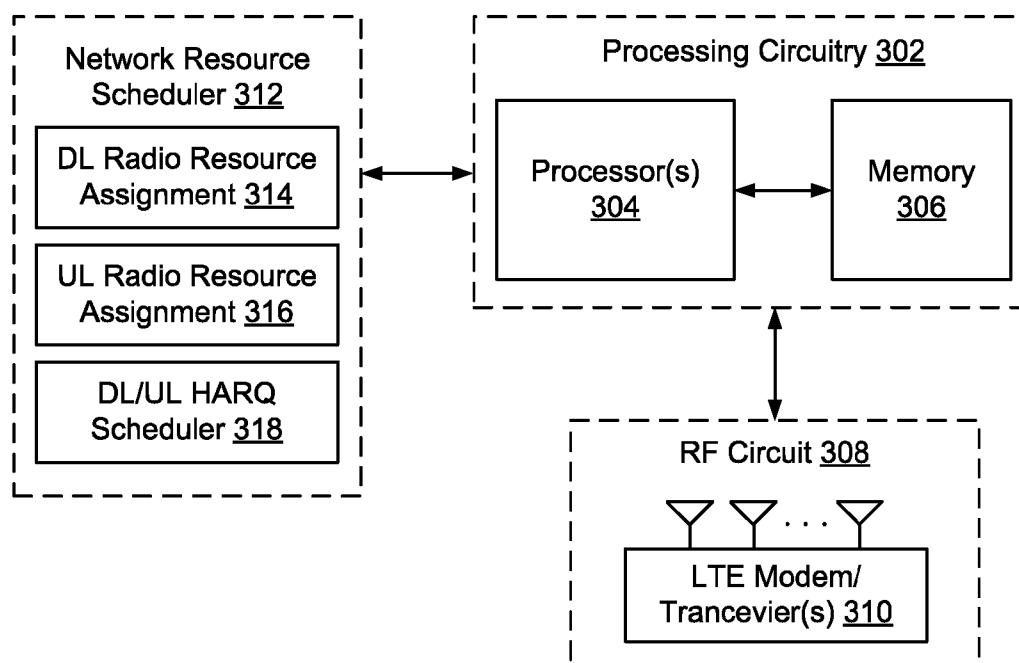 Network Resource
Scheduler 312
DL Radio Resource
Assignment 314
UL Radio Resource
Assignment 316
DL/UL HARQ
Scheduler 318
Processing Circuitry 302
Processor(s)
304
Memory
306
RF Circuit 308
. . .
LTE Modem/
Trancevier(s) 310